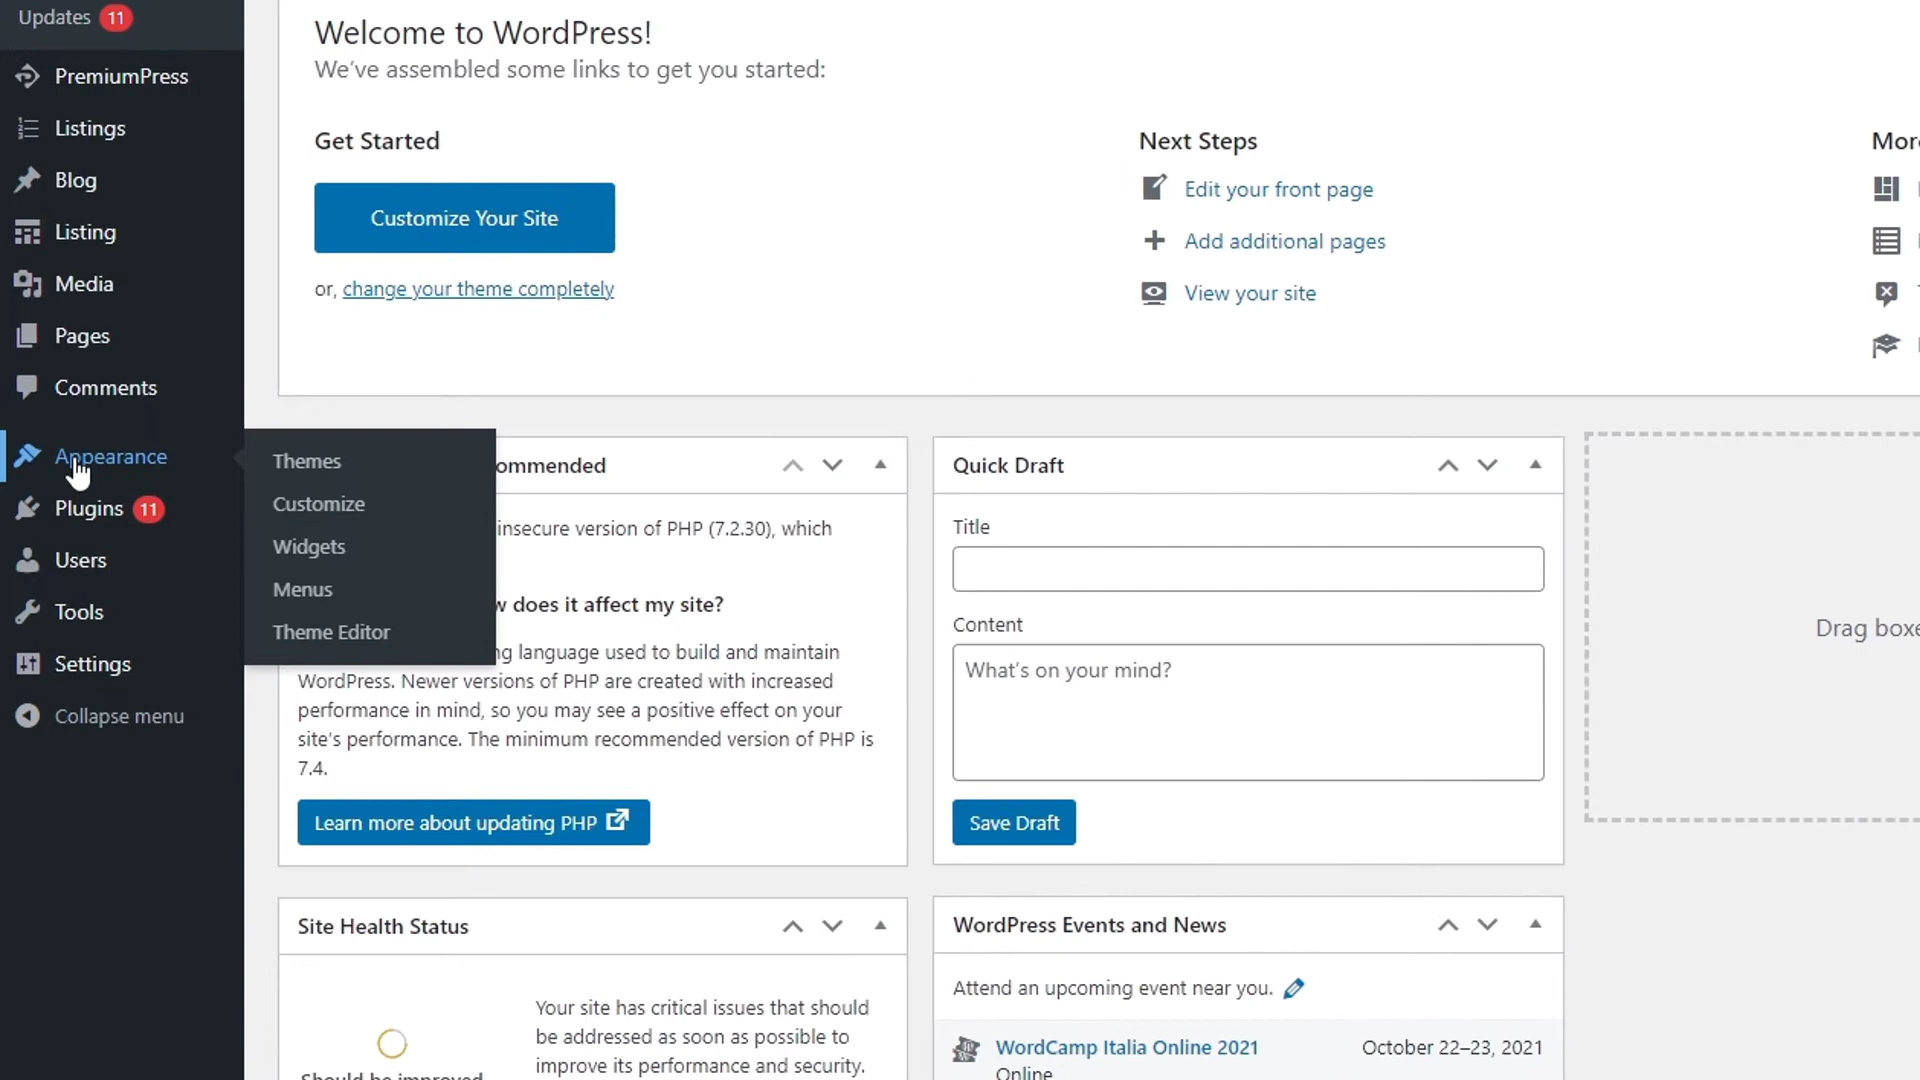 Updates 11
PremiumPress
Listings
Blog
Listing
Media
Pages
Comments
Appearance
Plugins 11
Users
Tools
Settings
Collapse menu
Themes
Customize
Widgets
Menus
Theme Editor
Welcome to WordPress!
We've assembled some links to get you started:
Get Started
Customize Your Site
or, change your theme completely
Next Steps
Edit your front page
Add additional pages
View your site
insecure version of PHP (7.2.30), which
does it affect my site?
language used to build and maintain
WordPress. Newer versions of PHP are created with increased
performance in mind, so you may see a positive effect on your
site's performance. The minimum recommended version of PHP is
7.4.
Learn more about updating PHP
Quick Draft
Title
Content
What's on your mind?
Save Draft
Drag
Site Health Status
Your site has critical issues that should
be addressed as soon as possible to
improve its performance and security.
Should be improved
WordPress Events and News
Attend an upcoming event near you.
WordCamp Italia Online 2021
October 22–23, 2021
Online